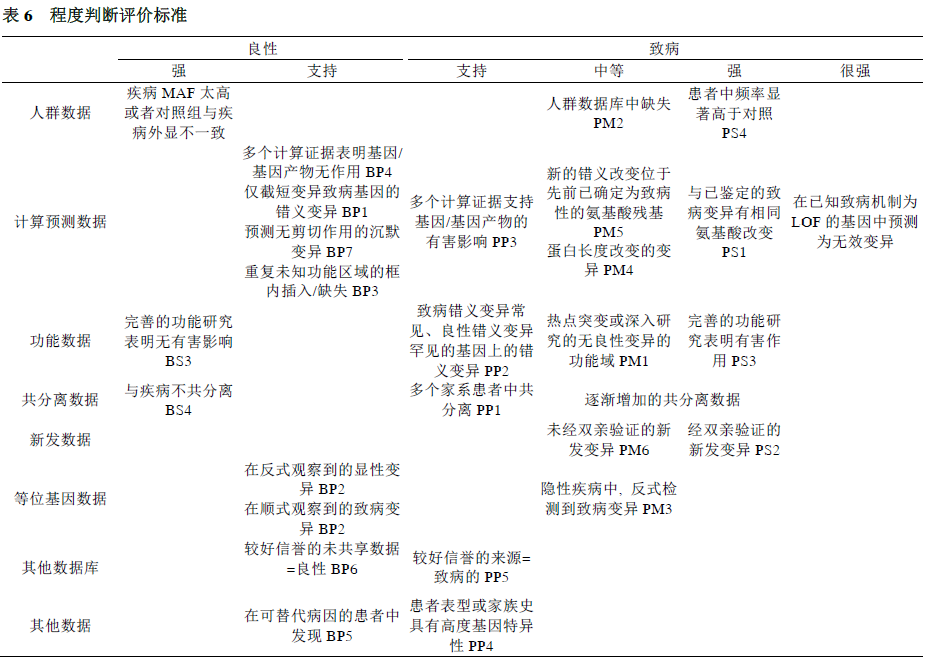 表 6 程度判断评价标准
良性 致病
强 支持 支持 中等 强 很强
人群数据
疾病 MAF 太高
或者对照组与疾
病外显不一致
人群数据库中缺失
PM2
患者中频率显
著高于对照
PS4
计算预测数据
多个计算证据表明基因/
基因产物无作用 BP4
仅截短变异致病基因的
错义变异 BP1
预测无剪切作用的沉默
变异 BP7
重复未知功能区域的框
内插入/缺失 BP3
多个计算证据支持
基因/基因产物的
有害影响 PP3
新的错义改变位于
先前已确定为致病
性的氨基酸残基
PM5
蛋白长度改变的变
异 PM4
与已鉴定的致
病变异有相同
氨基酸改变
PS1
在已知致病机制为
LOF 的基因中预测
为无效变异
功能数据
完善的功能研究
表明无有害影响
BS3
致病错义变异常
见、良性错义变异
罕见的基因上的错
义变异 PP2
热点突变或深入研
究的无良性变异的
功能域 PM1
完善的功能研
究表明有害作
用 PS3
共分离数据
与疾病不共分离
BS4
多个家系患者中共
分离 PP1
逐渐增加的共分离数据
新发数据
未经双亲验证的新
发变异 PM6
经双亲验证的
新发变异 PS2
等位基因数据
在反式观察到的显性变
异 BP2
在顺式观察到的致病变
异 BP2
隐性疾病中, 反式检
测到致病变异 PM3
其他数据库
较好信誉的未共享数据
=良性 BP6
较好信誉的来源=
致病的 PP5
其他数据
在可替代病因的患者中
发现 BP5
患者表型或家族史
具有高度基因特异
性 PP4